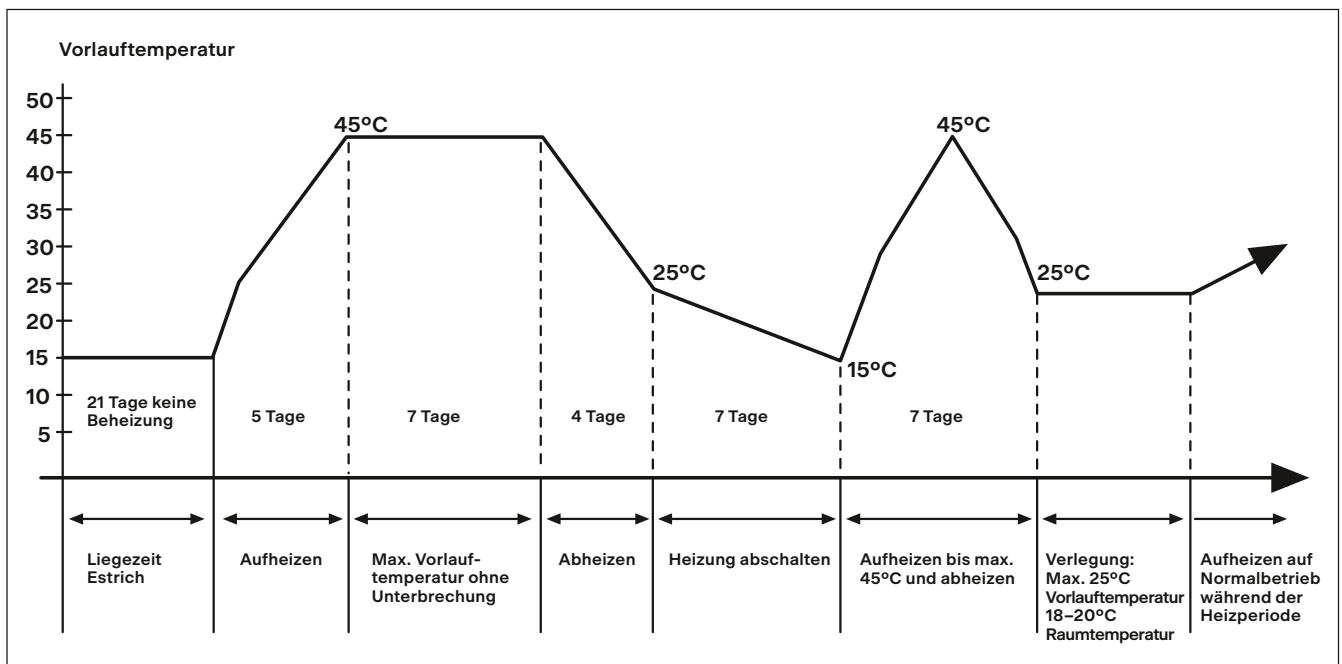 Vorlauftemperatur
50
45
40
35
30
25
20
15
10
5
45°C
25°C
15°C
45°C
25°C
21 Tage keine
Beheizung
5 Tage
7 Tage
4 Tage
7 Tage
7 Tage
Liegezeit
Estrich
Aufheizen
Max. Vorlauf-
temperatur ohne
Unterbrechung
Abheizen
Heizung abschalten
Aufheizen bis max.
45°C und abheizen
Verlegung:
Max. 25°C
Vorlauftemperatur
18–20°C
Raumtemperatur
Aufheizen auf
Normalbetrieb
während der
Heizperiode